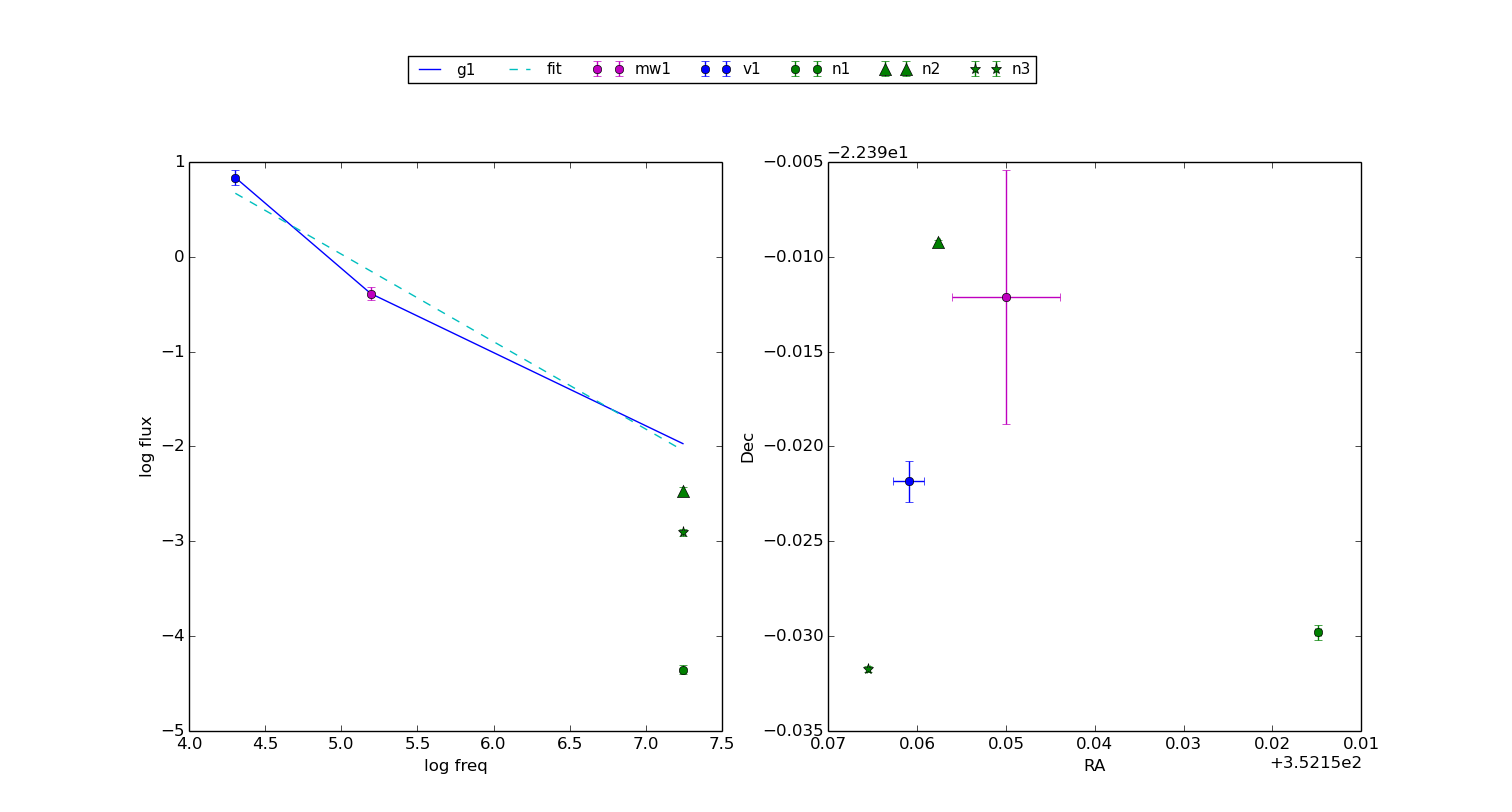 g1 fit mw1 v1 n1 n2 n3
−2.239e1
1
0
−1
−2
−3
−4
−5
log flux
4.0 4.5 5.0 5.5 6.0 6.5 7.0 7.5
log freq
−0.005
−0.010
−0.015
−0.020
−0.025
−0.030
−0.035
Dec
0.07 0.06 0.05 0.04 0.03 0.02 0.01
+3.5215e2
RA